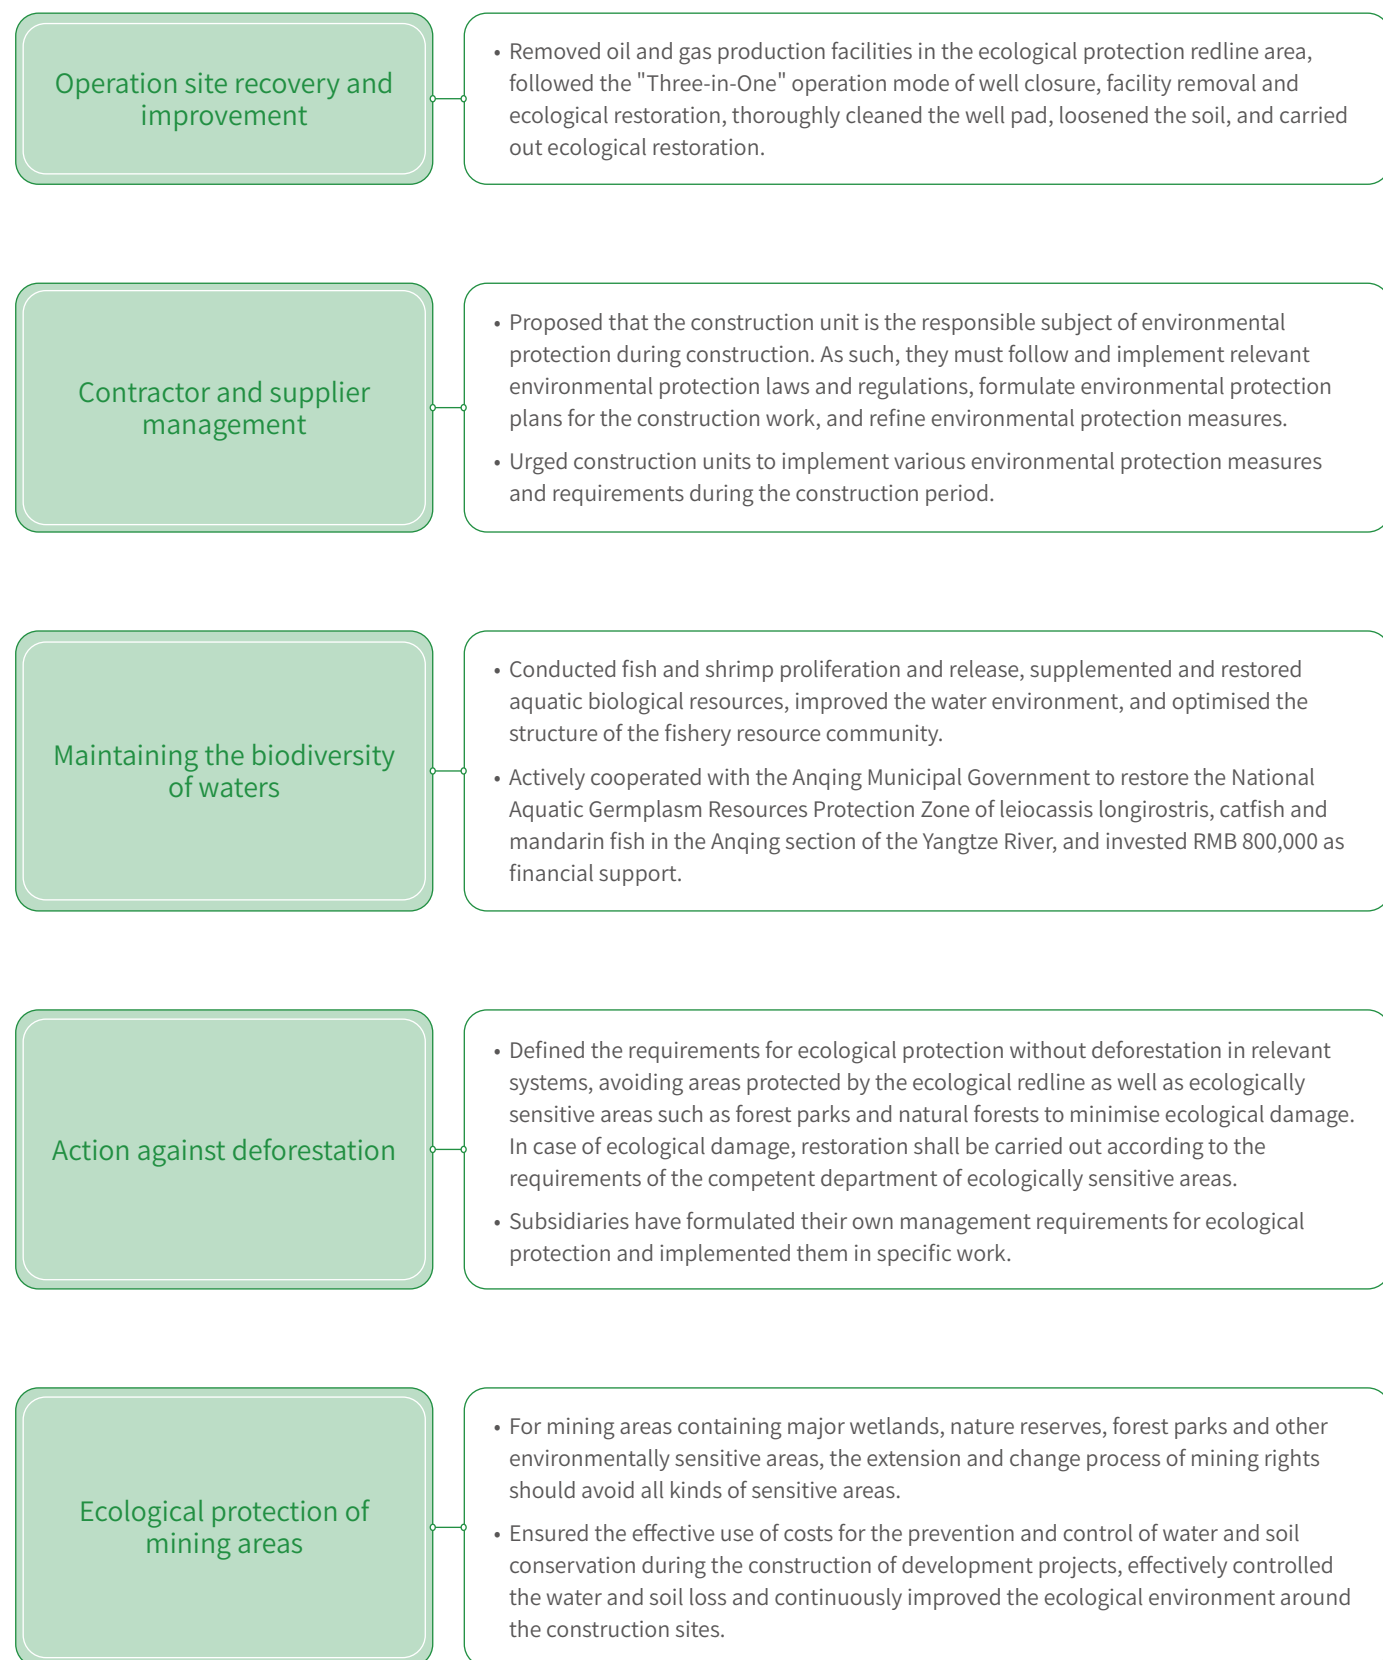 Operation site recovery and
improvement
• Removed oil and gas production facilities in the ecological protection redline area,
followed the "Three-in-One" operation mode of well closure, facility removal and
ecological restoration, thoroughly cleaned the well pad, loosened the soil, and carried
out ecological restoration.
Contractor and supplier
management
• Proposed that the construction unit is the responsible subject of environmental
protection during construction. As such, they must follow and implement relevant
environmental protection laws and regulations, formulate environmental protection
plans for the construction work, and refine environmental protection measures.
• Urged construction units to implement various environmental protection measures
and requirements during the construction period.
Maintaining the biodiversity
of waters
• Conducted fish and shrimp proliferation and release, supplemented and restored
aquatic biological resources, improved the water environment, and optimised the
structure of the fishery resource community.
• Actively cooperated with the Anqing Municipal Government to restore the National
Aquatic Germplasm Resources Protection Zone of leiocassis longirostris, catfish and
mandarin fish in the Anqing section of the Yangtze River, and invested RMB 800,000 as
financial support.
Action against deforestation
• Defined the requirements for ecological protection without deforestation in relevant
systems, avoiding areas protected by the ecological redline as well as ecologically
sensitive areas such as forest parks and natural forests to minimise ecological damage.
In case of ecological damage, restoration shall be carried out according to the
requirements of the competent department of ecologically sensitive areas.
• Subsidiaries have formulated their own management requirements for ecological
protection and implemented them in specific work.
Ecological protection of
mining areas
• For mining areas containing major wetlands, nature reserves, forest parks and other
environmentally sensitive areas, the extension and change process of mining rights
should avoid all kinds of sensitive areas.
• Ensured the effective use of costs for the prevention and control of water and soil
conservation during the construction of development projects, effectively controlled
the water and soil loss and continuously improved the ecological environment around
the construction sites.